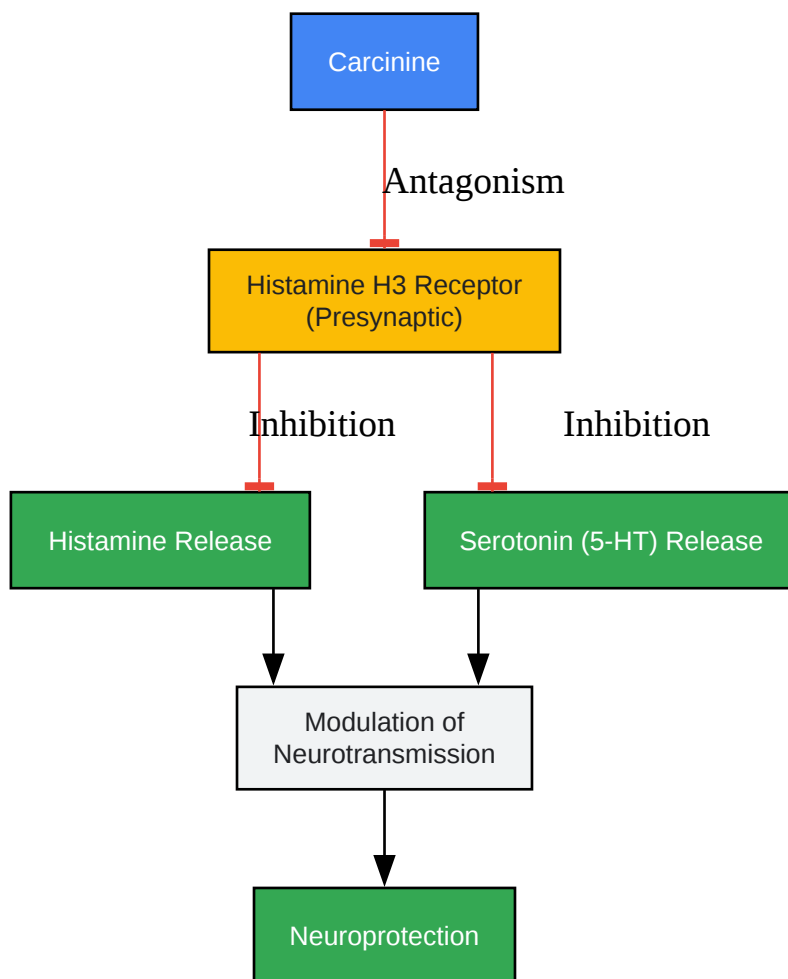 Carcinine
Antagonism
Histamine H3 Receptor
(Presynaptic)
Inhibition
Inhibition
Histamine Release
Serotonin (5-HT) Release
Modulation of
Neurotransmission
Neuroprotection